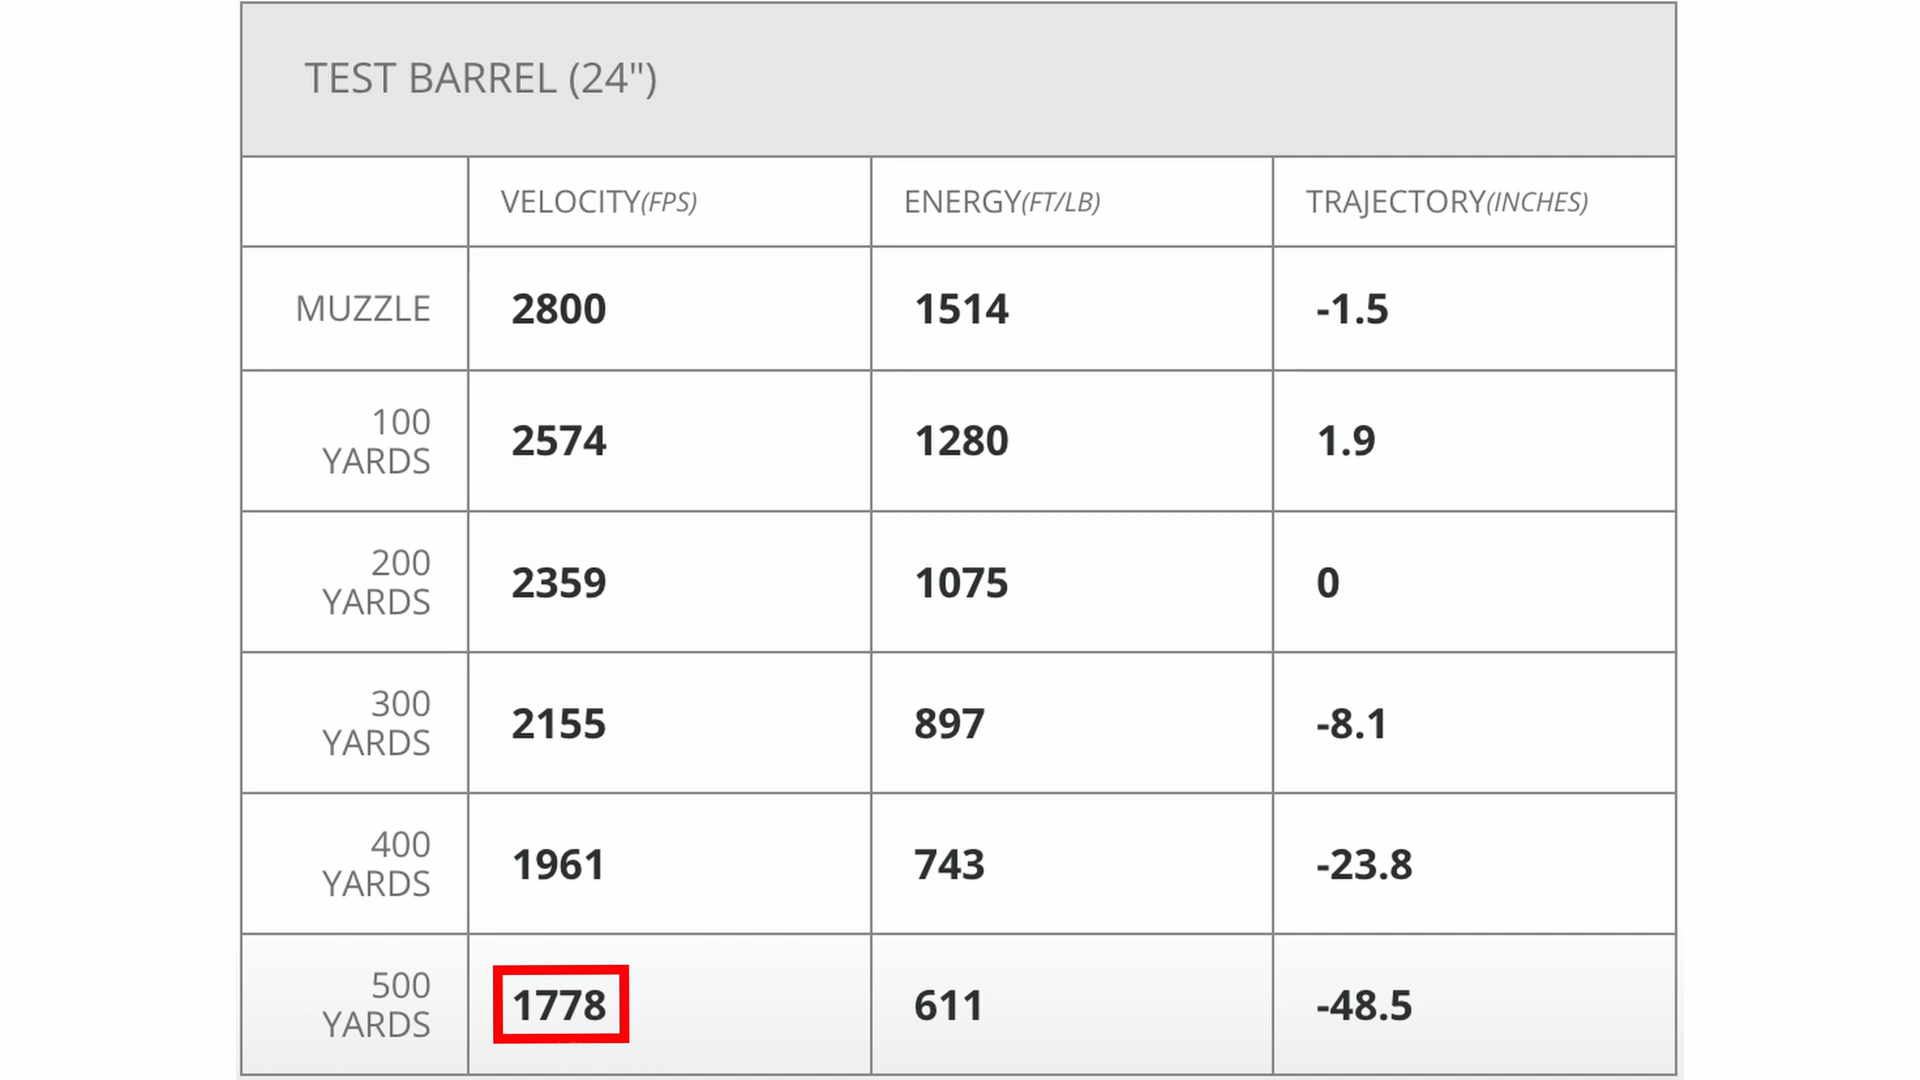 TEST BARREL (24")
VELOCITY(FPS) ENERGY(FT/LB) TRAJECTORY(INCHES)
MUZZLE 2800 1514 -1.5
100
YARDS 2574 1280 1.9
200
YARDS 2359 1075 0
300
YARDS 2155 897 -8.1
400
YARDS 1961 743 -23.8
500
YARDS 1778 611 -48.5